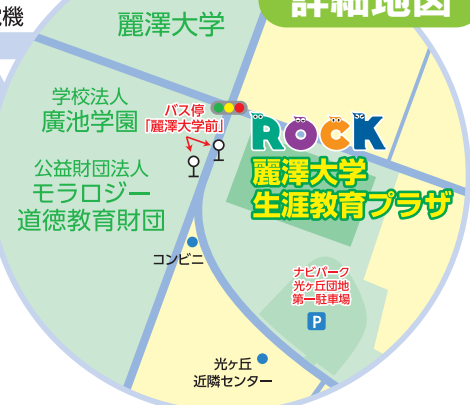 機
詳細地図
麗澤大学
学校法人
廣池学園
バス停
「麗澤大学前」
ROCK
麗澤大学
生涯教育プラザ
公益財団法人
モラロジー
道徳教育財団
コンビニ
ナビパーク
光ヶ丘団地
第一駐車場
P
光ヶ丘
近隣センター